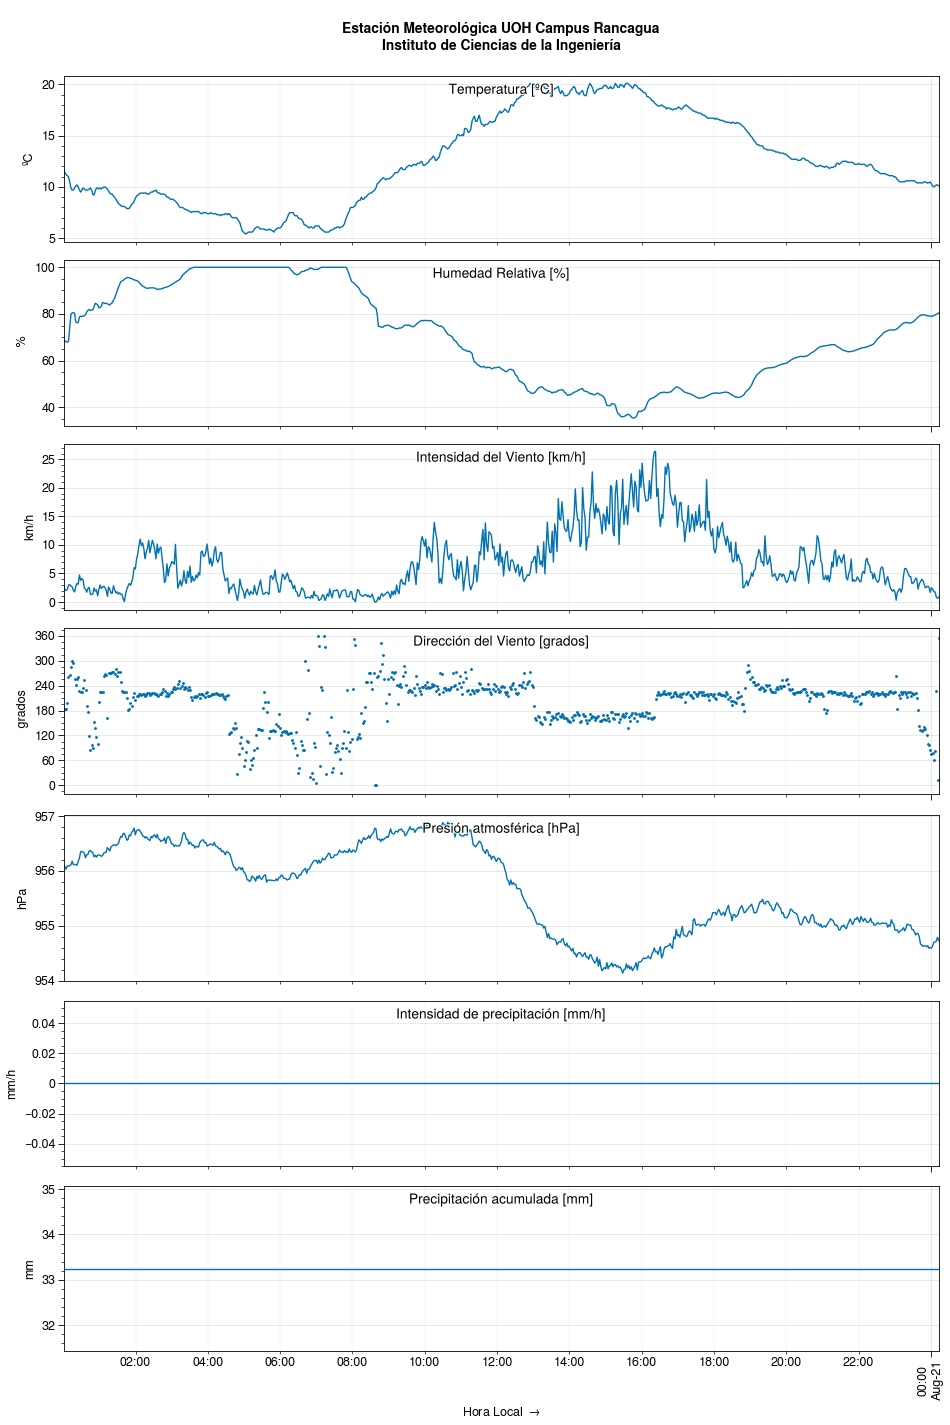 Estación Meteorológica UOH Campus Rancagua
Instituto de Ciencias de la Ingeniería
Temperatura [ºC]
ºC
20
15
10
5
Humedad Relativa [%]
%
100
80
60
40
Intensidad del Viento [km/h]
km/h
25
20
15
10
5
0
Dirección del Viento [grados]
grados
360
300
240
180
120
60
0
Presión atmosférica [hPa]
hPa
957
956
955
954
Intensidad de precipitación [mm/h]
mm/h
0.04
0.02
0
−0.02
−0.04
Precipitación acumulada [mm]
mm
35
34
33
32
02:00 04:00 06:00 08:00 10:00 12:00 14:00 16:00 18:00 20:00 22:00 00:00
Aug-21
Hora Local →